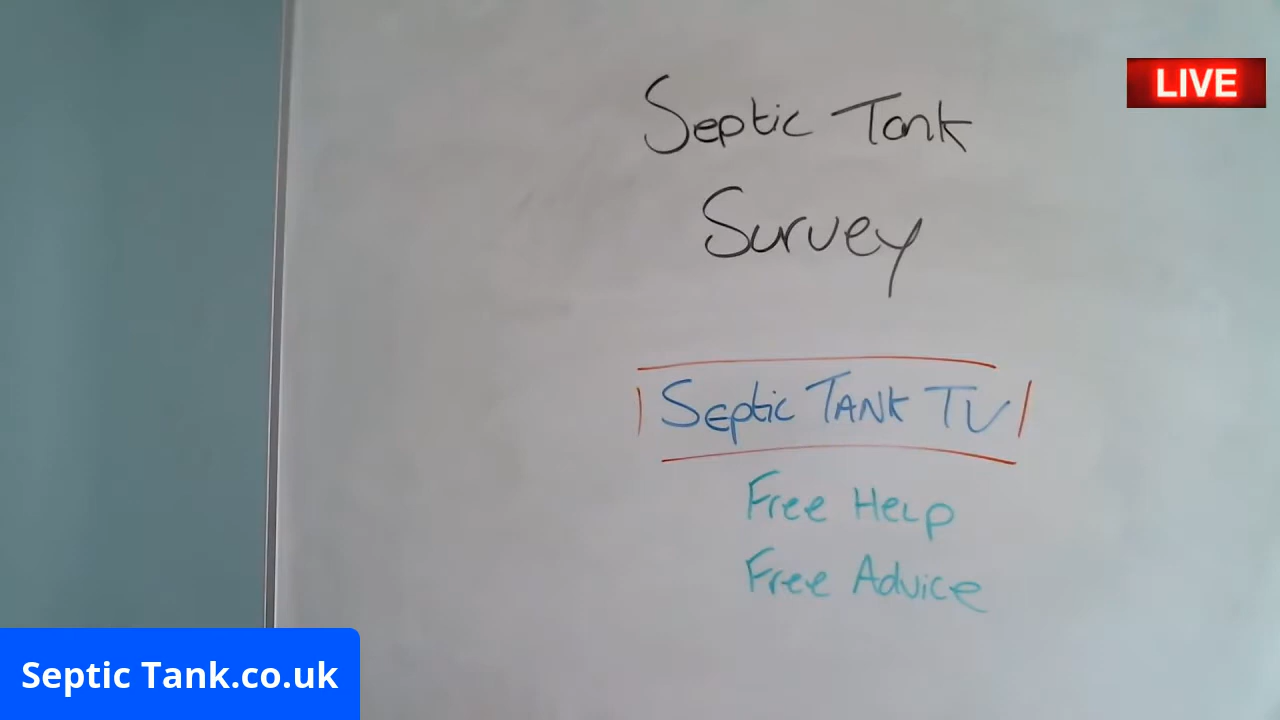 LIVE
Septic Tank
Survey
Septic TANK TV
Free HeLp
Free Advice
Septic Tank.co.uk